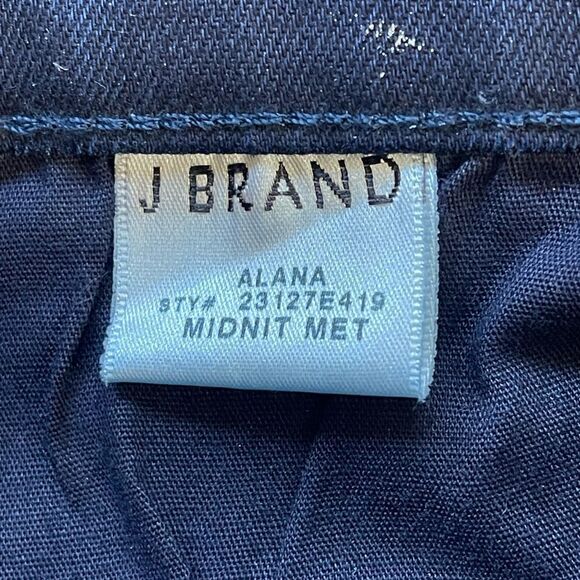 J BRAND
ALANA
STY# 23127E419
MIDNIT MET